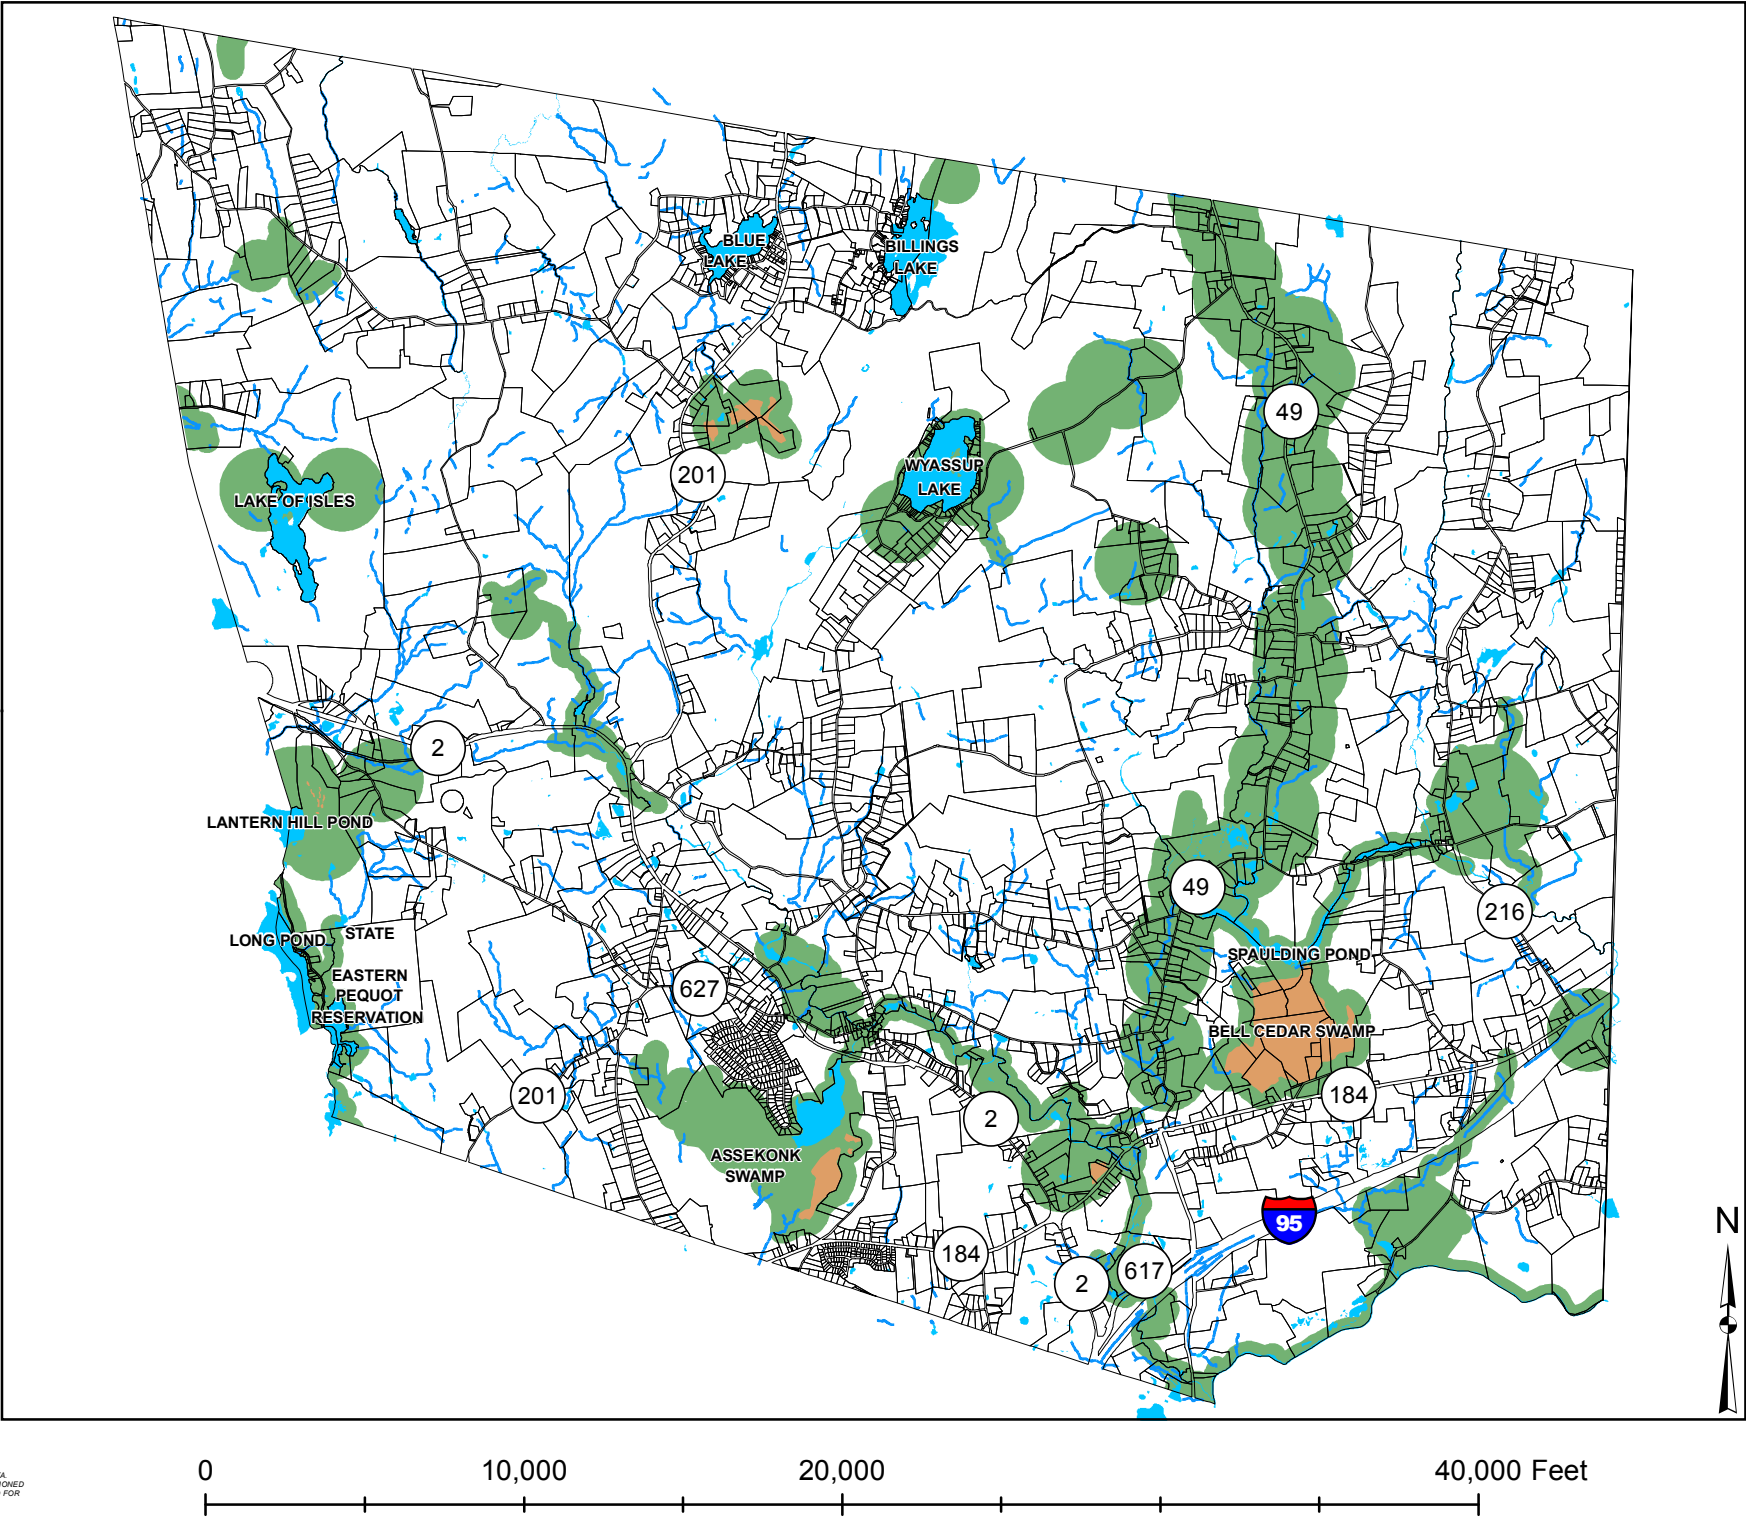 BLUE
LAKE
BILLINGS
LAKE
49
201
WYASSUP
LAKE
LAKE OF ISLES
2
LANTERN HILL POND
49
216
LONG POND
STATE
EASTERN
PEQUOT
RESERVATION
SPAULDING POND
627
BELL CEDAR SWAMP
201
184
2
ASSEKONK
SWAMP
95
N
184
617
2
0 10,000 20,000 40,000 Feet
IONED
FOR